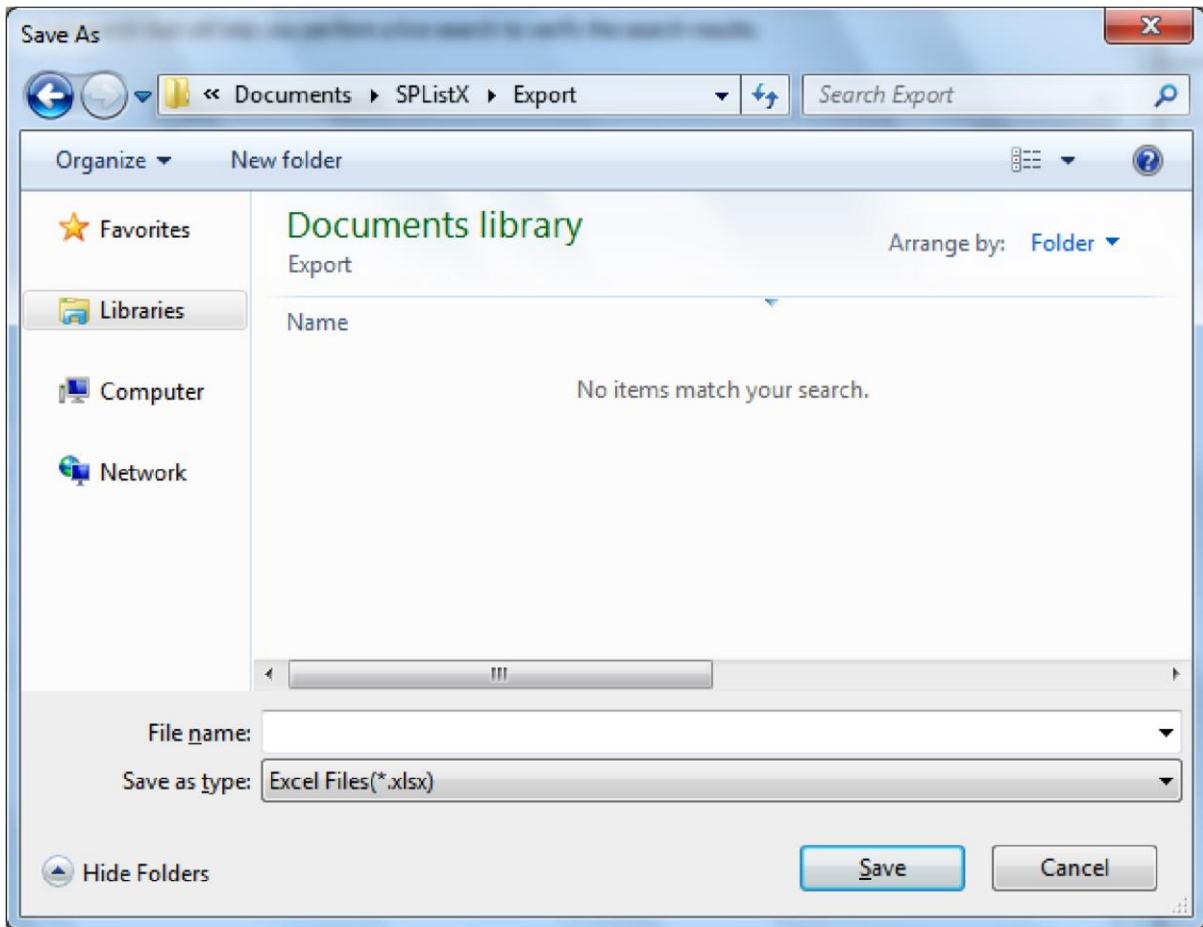 Save As
« Documents ▸ SPListX ▸ Export
Search Export
Organize
New folder
Favorites
Libraries
Computer
Network
Documents library
Export
Arrange by: Folder
Name
No items match your search.
File name:
Save as type: Excel Files(*.xlsx)
Hide Folders
Save
Cancel